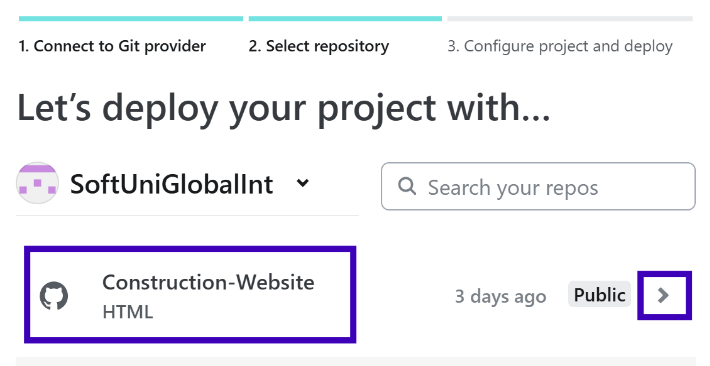 1. Connect to Git provider 2. Select repository 3. Configure project and deploy
Let’s deploy your project with...
SoftUniGlobalInt Search your repos
Construction-Website
HTML
3 days ago Public